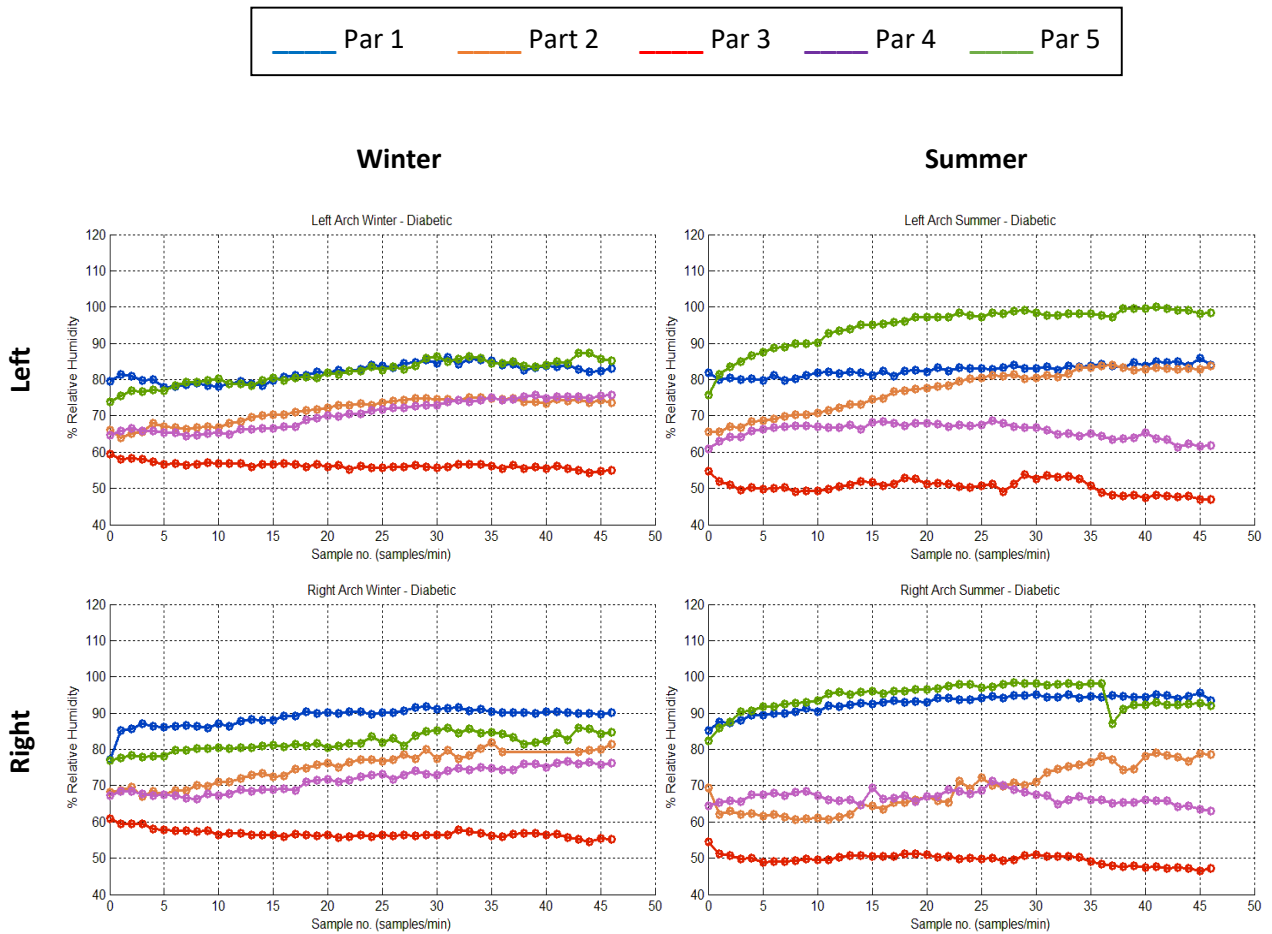 ____ Par 1 ____ Part 2 ____ Par 3 ____ Par 4 ____ Par 5
Winter Summer
Left
Left Arch Winter - Diabetic
% Relative Humidity
120
110
100
90
80
70
60
50
40
0 5 10 15 20 25 30 35 40 45 50
Sample no. (samples/min)
Left Arch Summer - Diabetic
% Relative Humidity
120
110
100
90
80
70
60
50
40
0 5 10 15 20 25 30 35 40 45 50
Sample no. (samples/min)
Right
Right Arch Winter - Diabetic
% Relative Humidity
120
110
100
90
80
70
60
50
40
0 5 10 15 20 25 30 35 40 45 50
Sample no. (samples/min)
Right Arch Summer - Diabetic
% Relative Humidity
120
110
100
90
80
70
60
50
40
0 5 10 15 20 25 30 35 40 45 50
Sample no. (samples/min)